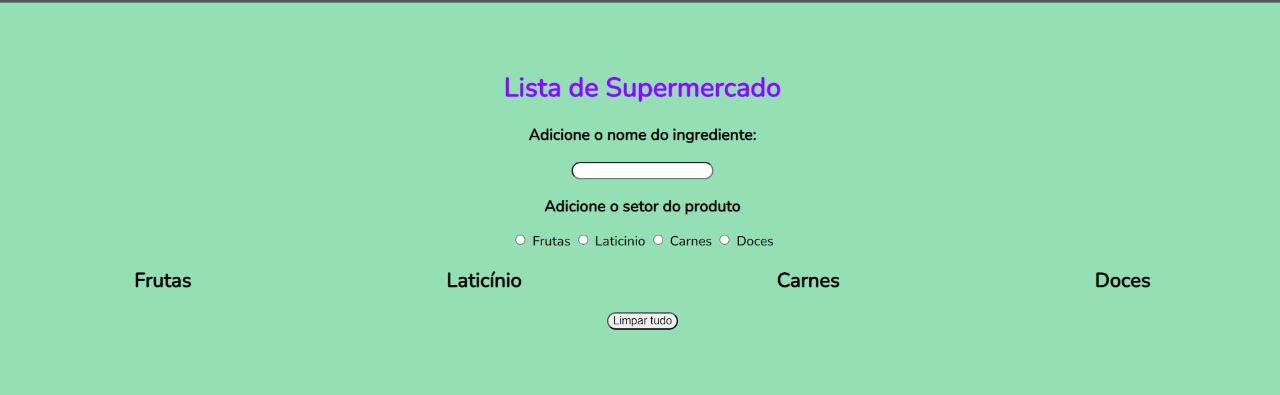 Lista de Supermercado
Adicione o nome do ingrediente:
Adicione o setor do produto
Frutas Laticinio Carnes Doces
Frutas Laticínio Carnes Doces
Limpar tudo